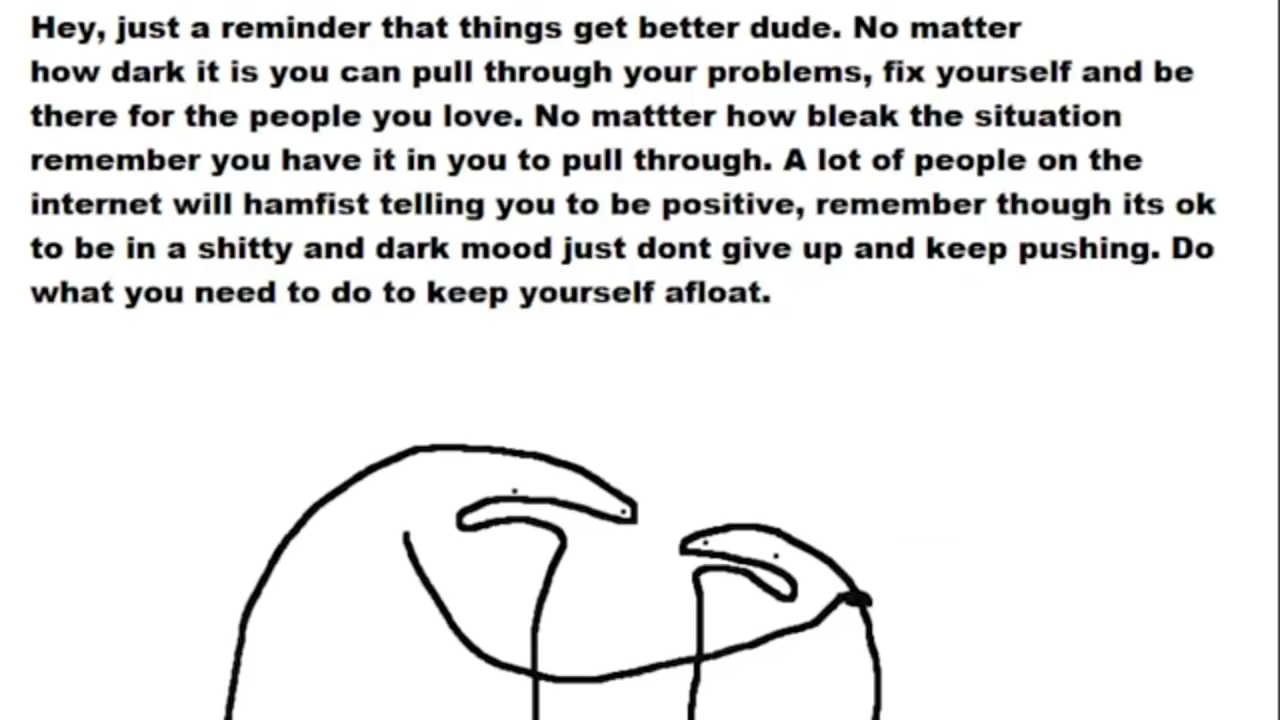 Hey, just a reminder that things get better dude. No matter
how dark it is you can pull through your problems, fix yourself and be
there for the people you love. No mattter how bleak the situation
remember you have it in you to pull through. A lot of people on the
internet will hamfist telling you to be positive, remember though its ok
to be in a shitty and dark mood just dont give up and keep pushing. Do
what you need to do to keep yourself afloat.